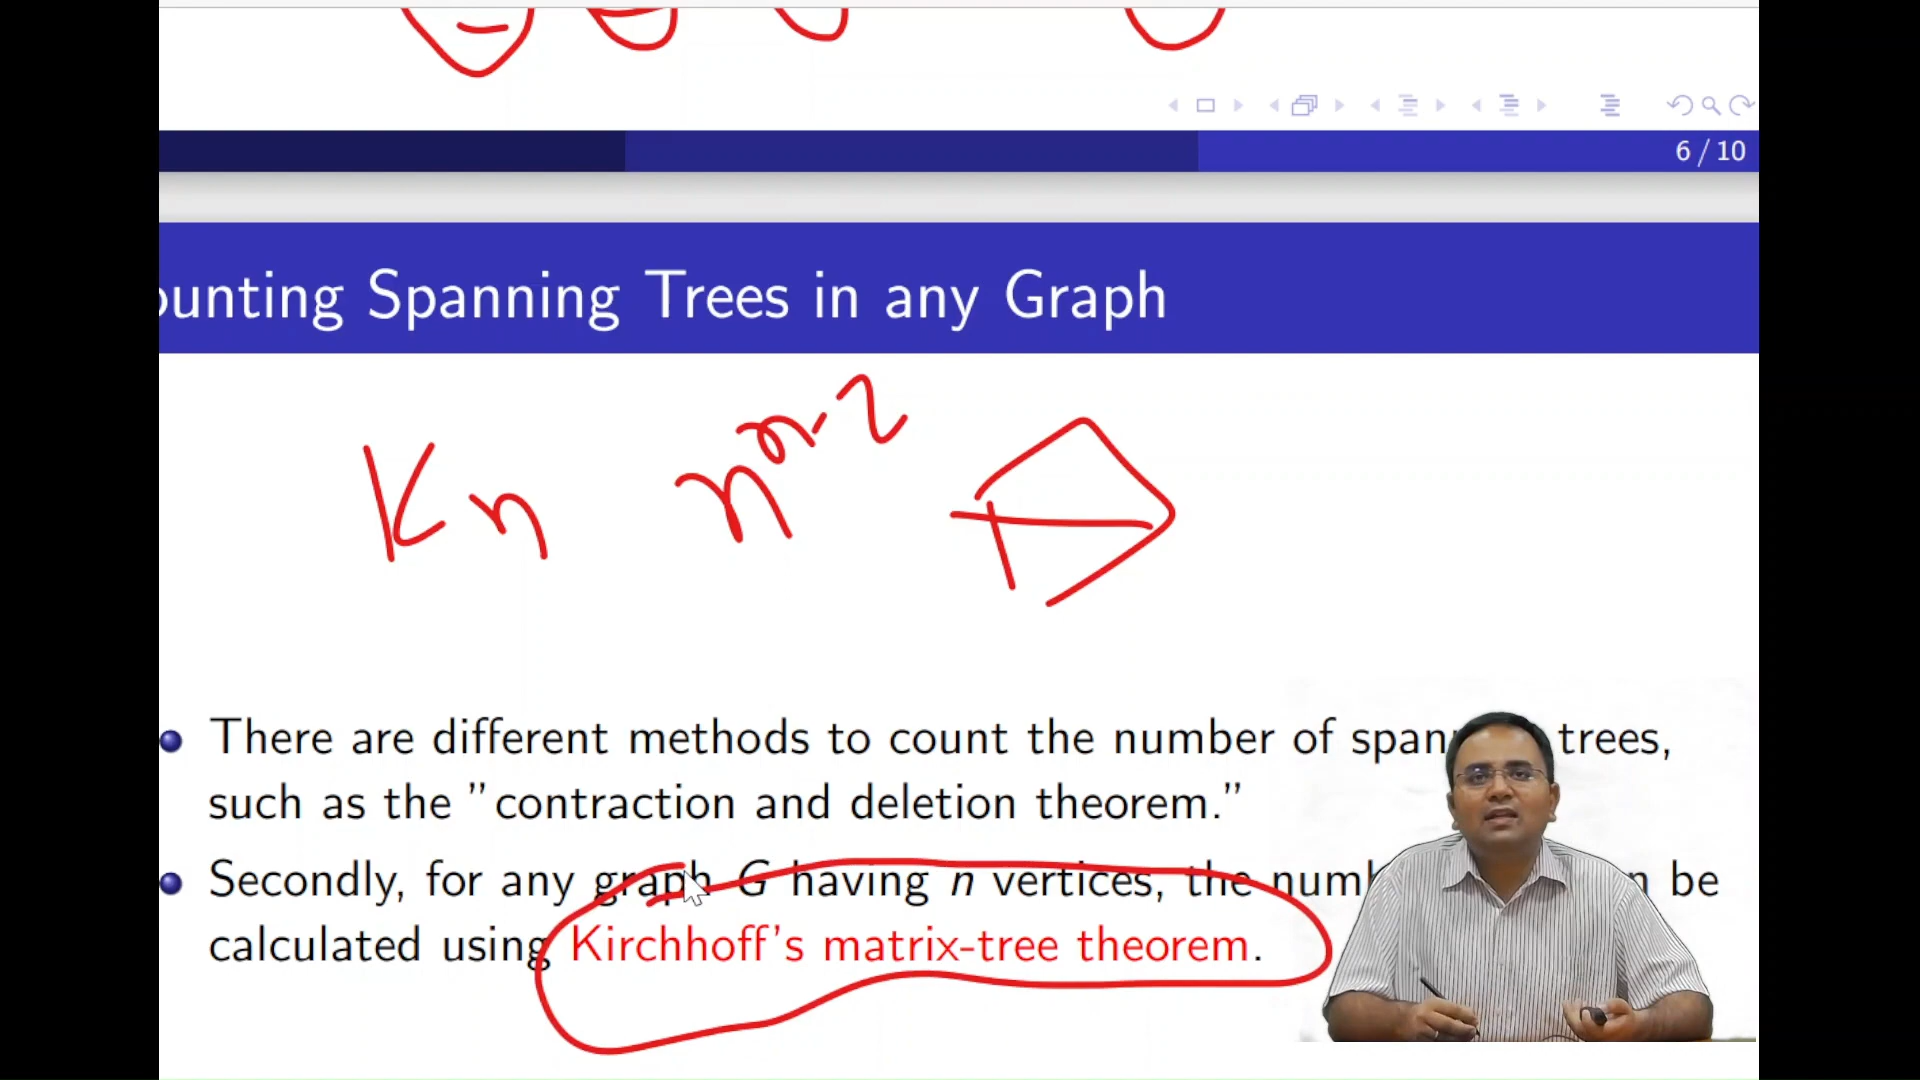 6 / 10
ounting Spanning Trees in any Graph
Kn n^n-2
There are different methods to count the number of span trees,
such as the "contraction and deletion theorem."
Secondly, for any graph G having n vertices, the num n be
calculated using Kirchhoff's matrix-tree theorem.